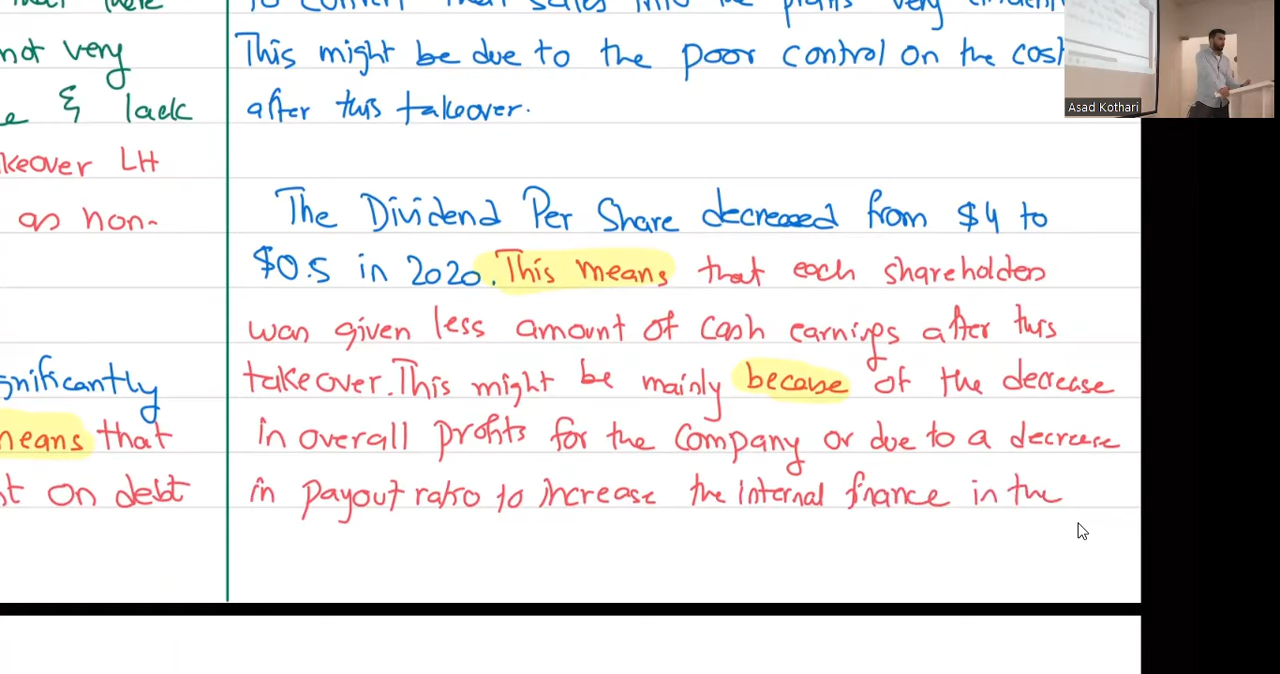 not very
& lack
keover LH
as non-
gnificantly
means that
st on debt
This might be due to the poor control on the cost
after this takeover.
The Dividend Per Share decreased from $4 to
$0.5 in 2020. This means that each shareholder
was given less amount of cash earnings after this
takeover. This might be mainly because of the decrease
in overall profits for the company or due to a decrease
in payout ratio to increase the internal finance in the
Asad Kothari